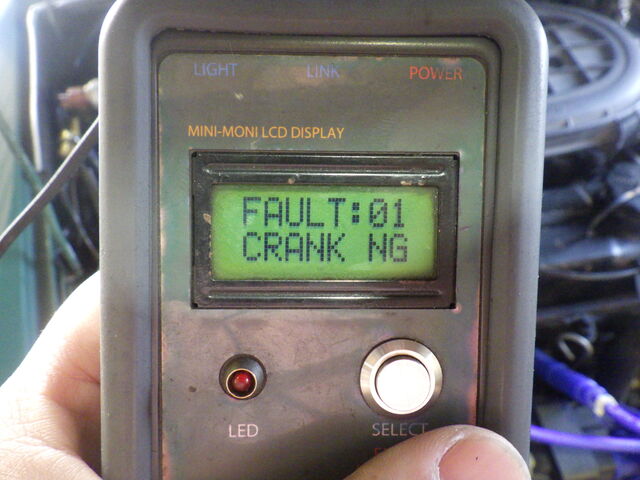 LIGHT LINK POWER
MINI-MONI LCD DISPLAY
FAULT:01
CRANK NG
LED SELECT